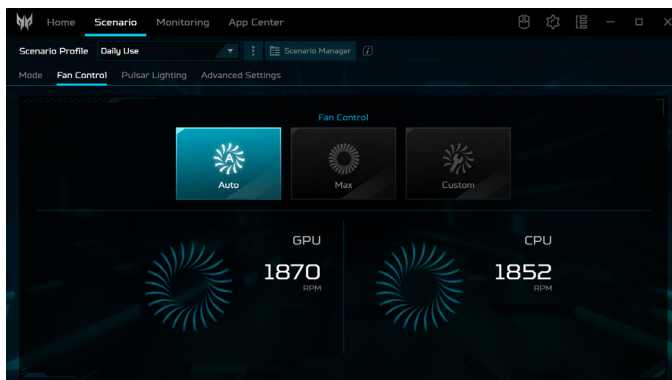 Home Scenario Monitoring App Center
Scenario Profile Daily Use Scenario Manager i
Mode Fan Control Pulsar Lighting Advanced Settings
Fan Control
A
Auto Max Custom
GPU CPU
1870 1852
RPM RPM